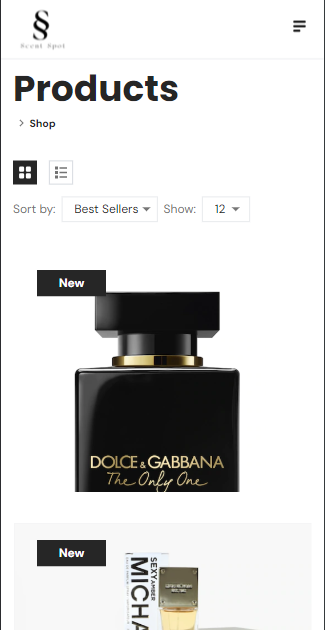 Scent Spot
Products
Shop
Sort by: Best Sellers Show: 12
New
DOLCE & GABBANA
The Only One
New
SEXY AMBER
MICHA